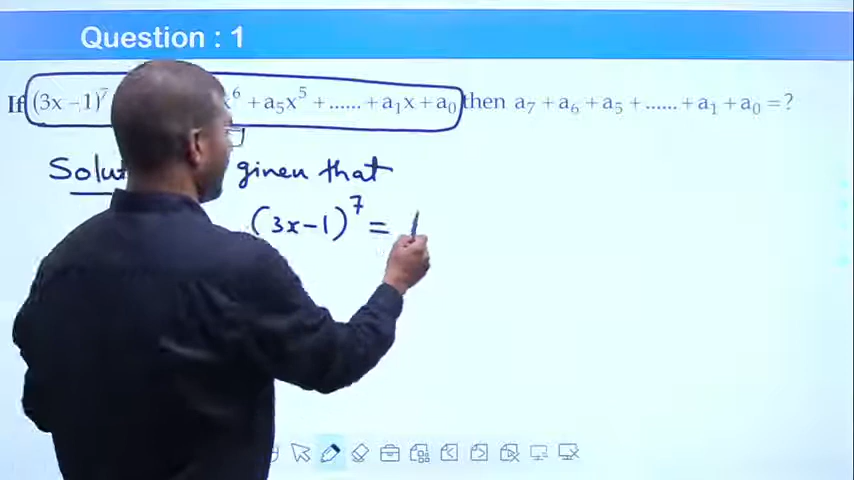 Question : 1
If (3x-1)⁷ x⁶ + a₅x⁵ + ...... + a₁x + a₀ then a₇ + a₆ + a₅ + ...... + a₁ + a₀ = ?
given that
(3x-1)⁷ =